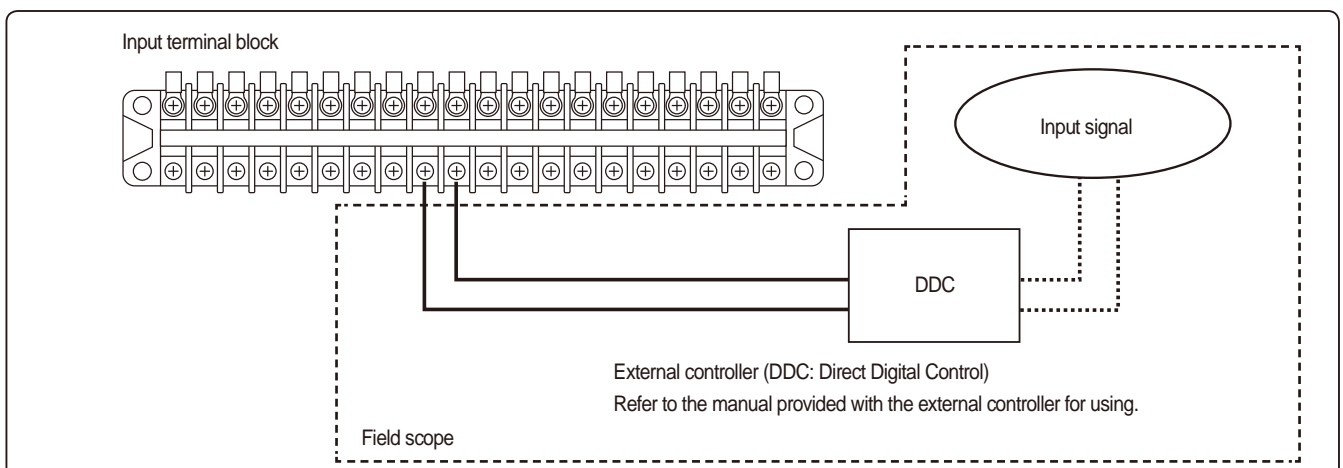 Input terminal block
Input signal
DDC
External controller (DDC: Direct Digital Control)
Refer to the manual provided with the external controller for using.
Field scope